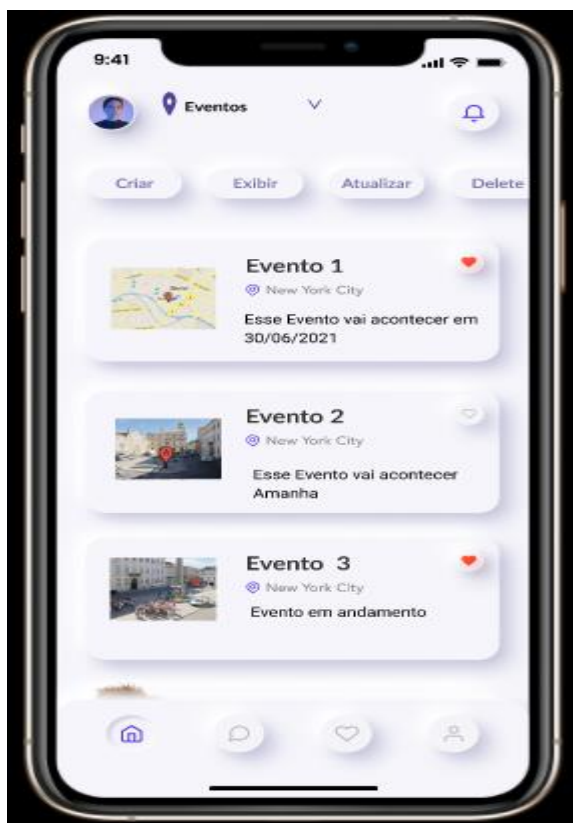 9:41
Eventos
Criar
Exibir
Atualizar
Delete
Evento 1
New York City
Esse Evento vai acontecer em
30/06/2021
Evento 2
New York City
Esse Evento vai acontecer
Amanha
Evento 3
New York City
Evento em andamento